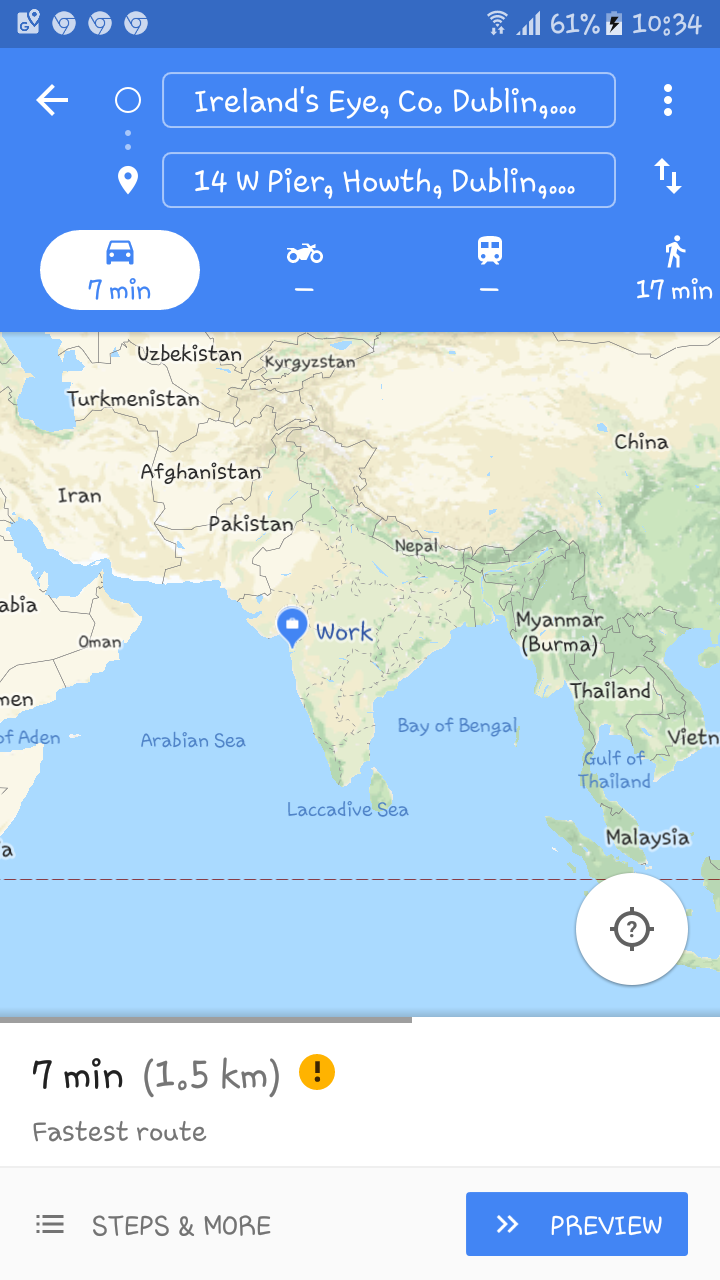 61% 10:34
Ireland's Eye, Co. Dublin,...
14 W Pier, Howth, Dublin,...
7 min
–
–
17 min
Uzbekistan
Kyrgyzstan
Turkmenistan
China
Afghanistan
Iran
Pakistan
Nepal
abia
Myanmar
(Burma)
Work
Oman
Thailand
men
Bay of Bengal
of Aden
Arabian Sea
Vietn
Gulf of
Thailand
Laccadive Sea
Malaysia
a
?
7 min (1.5 km) !
Fastest route
STEPS & MORE
PREVIEW